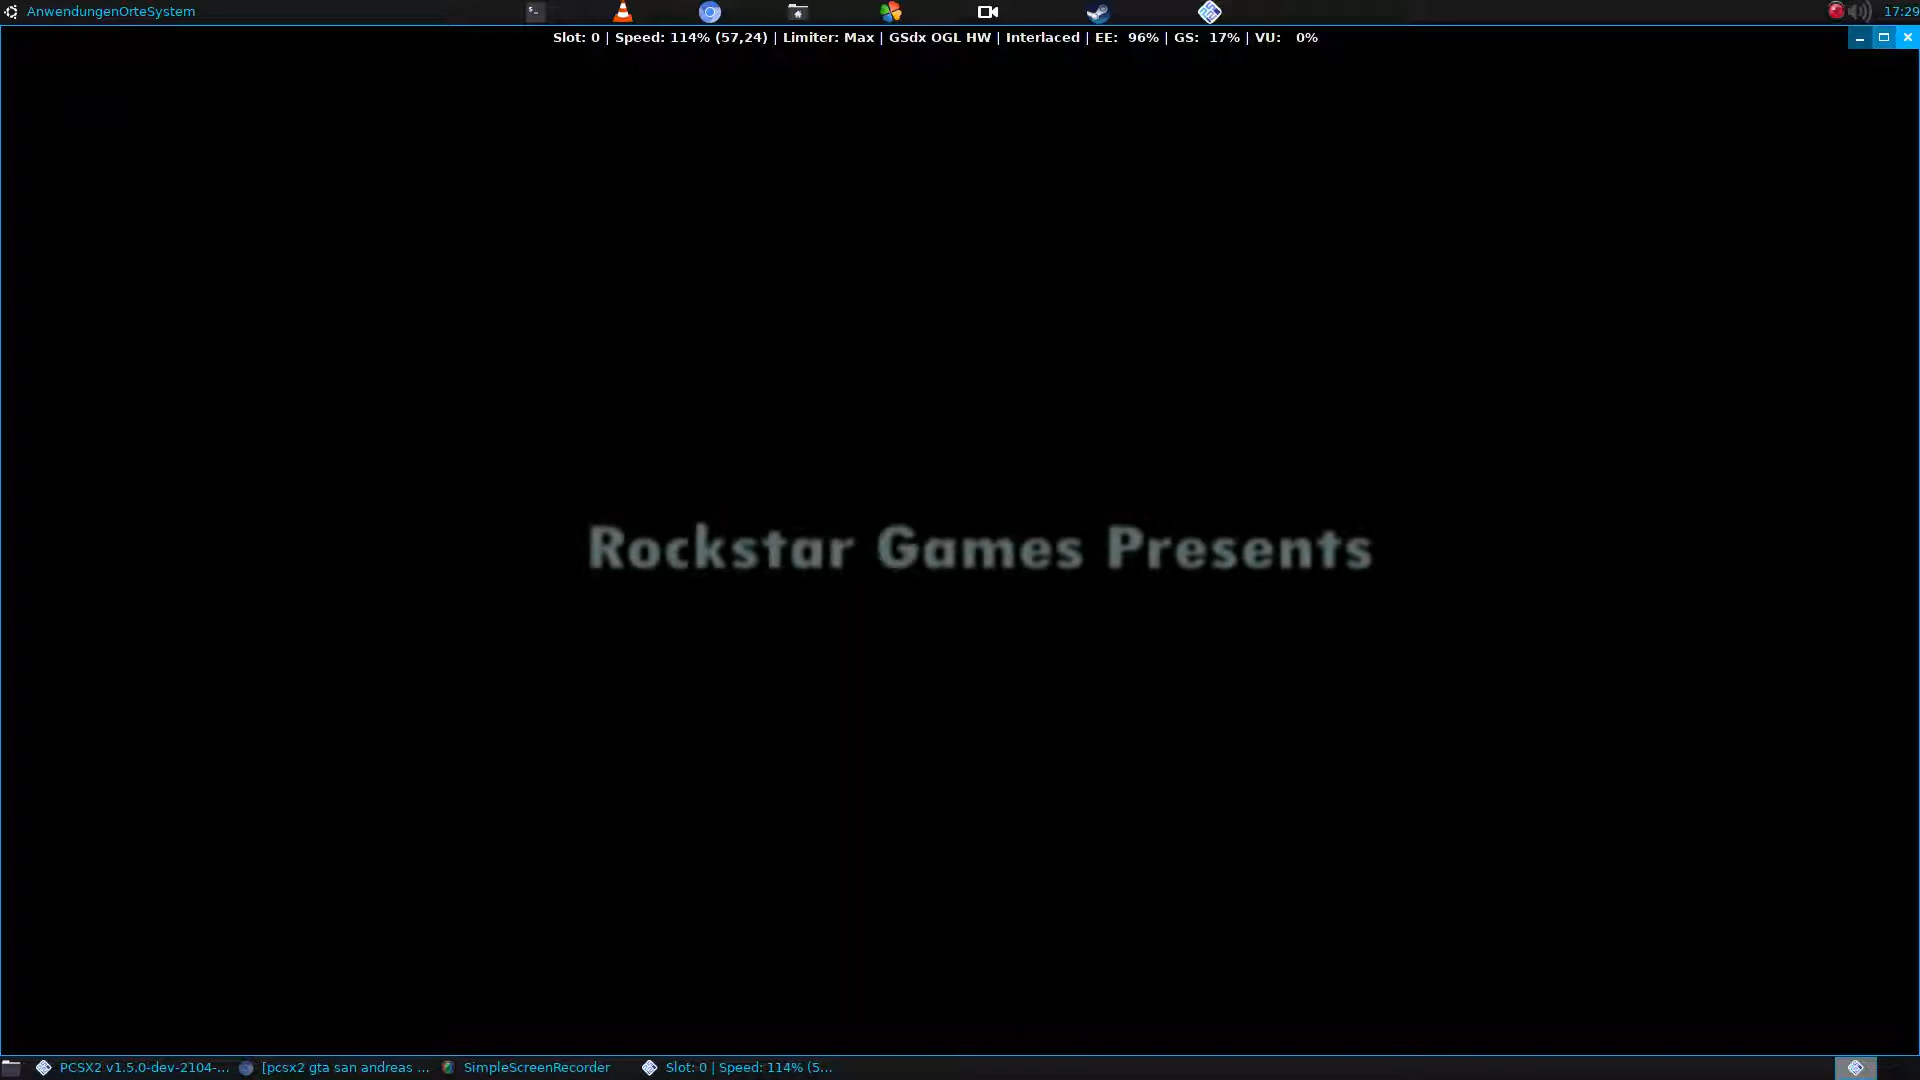 AnwendungenOrteSystem
17:29
Slot: 0 | Speed: 114% (57,24) | Limiter: Max | GSdx OGL HW | Interlaced | EE: 96% | GS: 17% | VU: 0%
Rockstar Games Presents
PCSX2 v1.5.0-dev-2104-... [pcsx2 gta san andreas ... SimpleScreenRecorder Slot: 0 | Speed: 114% (5...